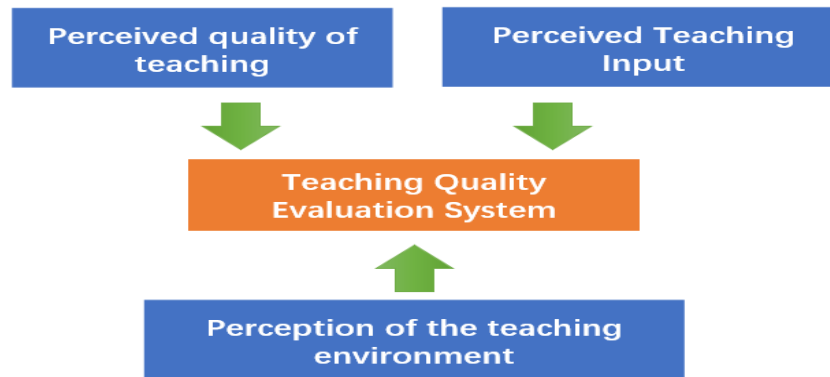 Perceived quality of
teaching
Perceived Teaching
Input
Teaching Quality
Evaluation System
Perception of the teaching
environment